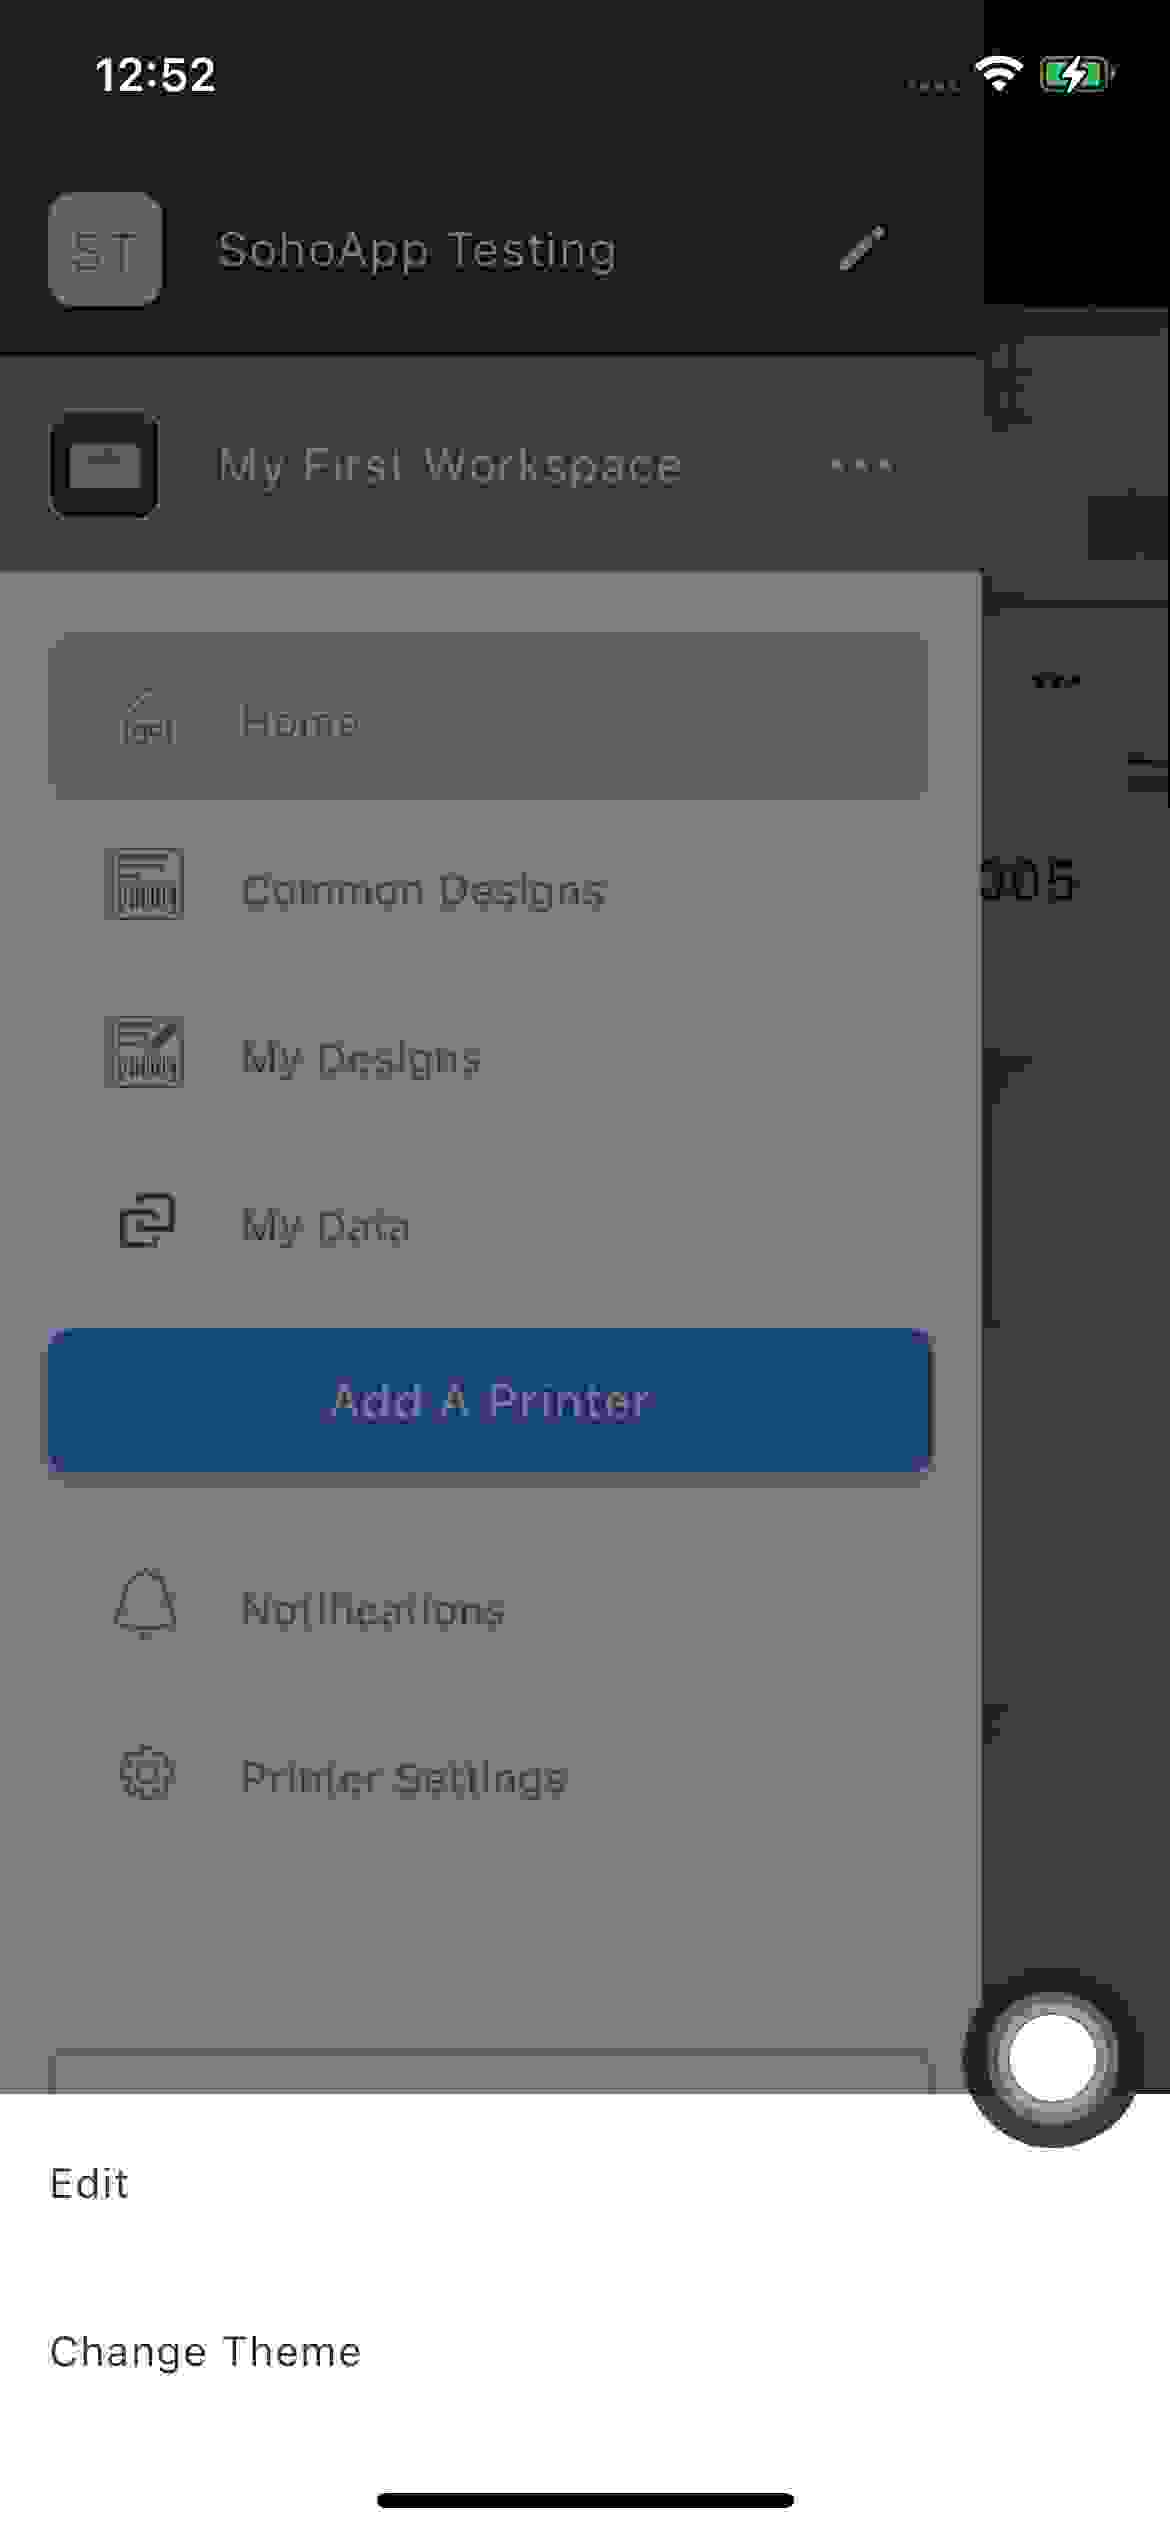 12:52
ST
SohoApp Testing
My First Workspace
Home
Common Designs
005
My Designs
My Data
Add A Printer
Notifications
Printer Settings
Edit
Change Theme